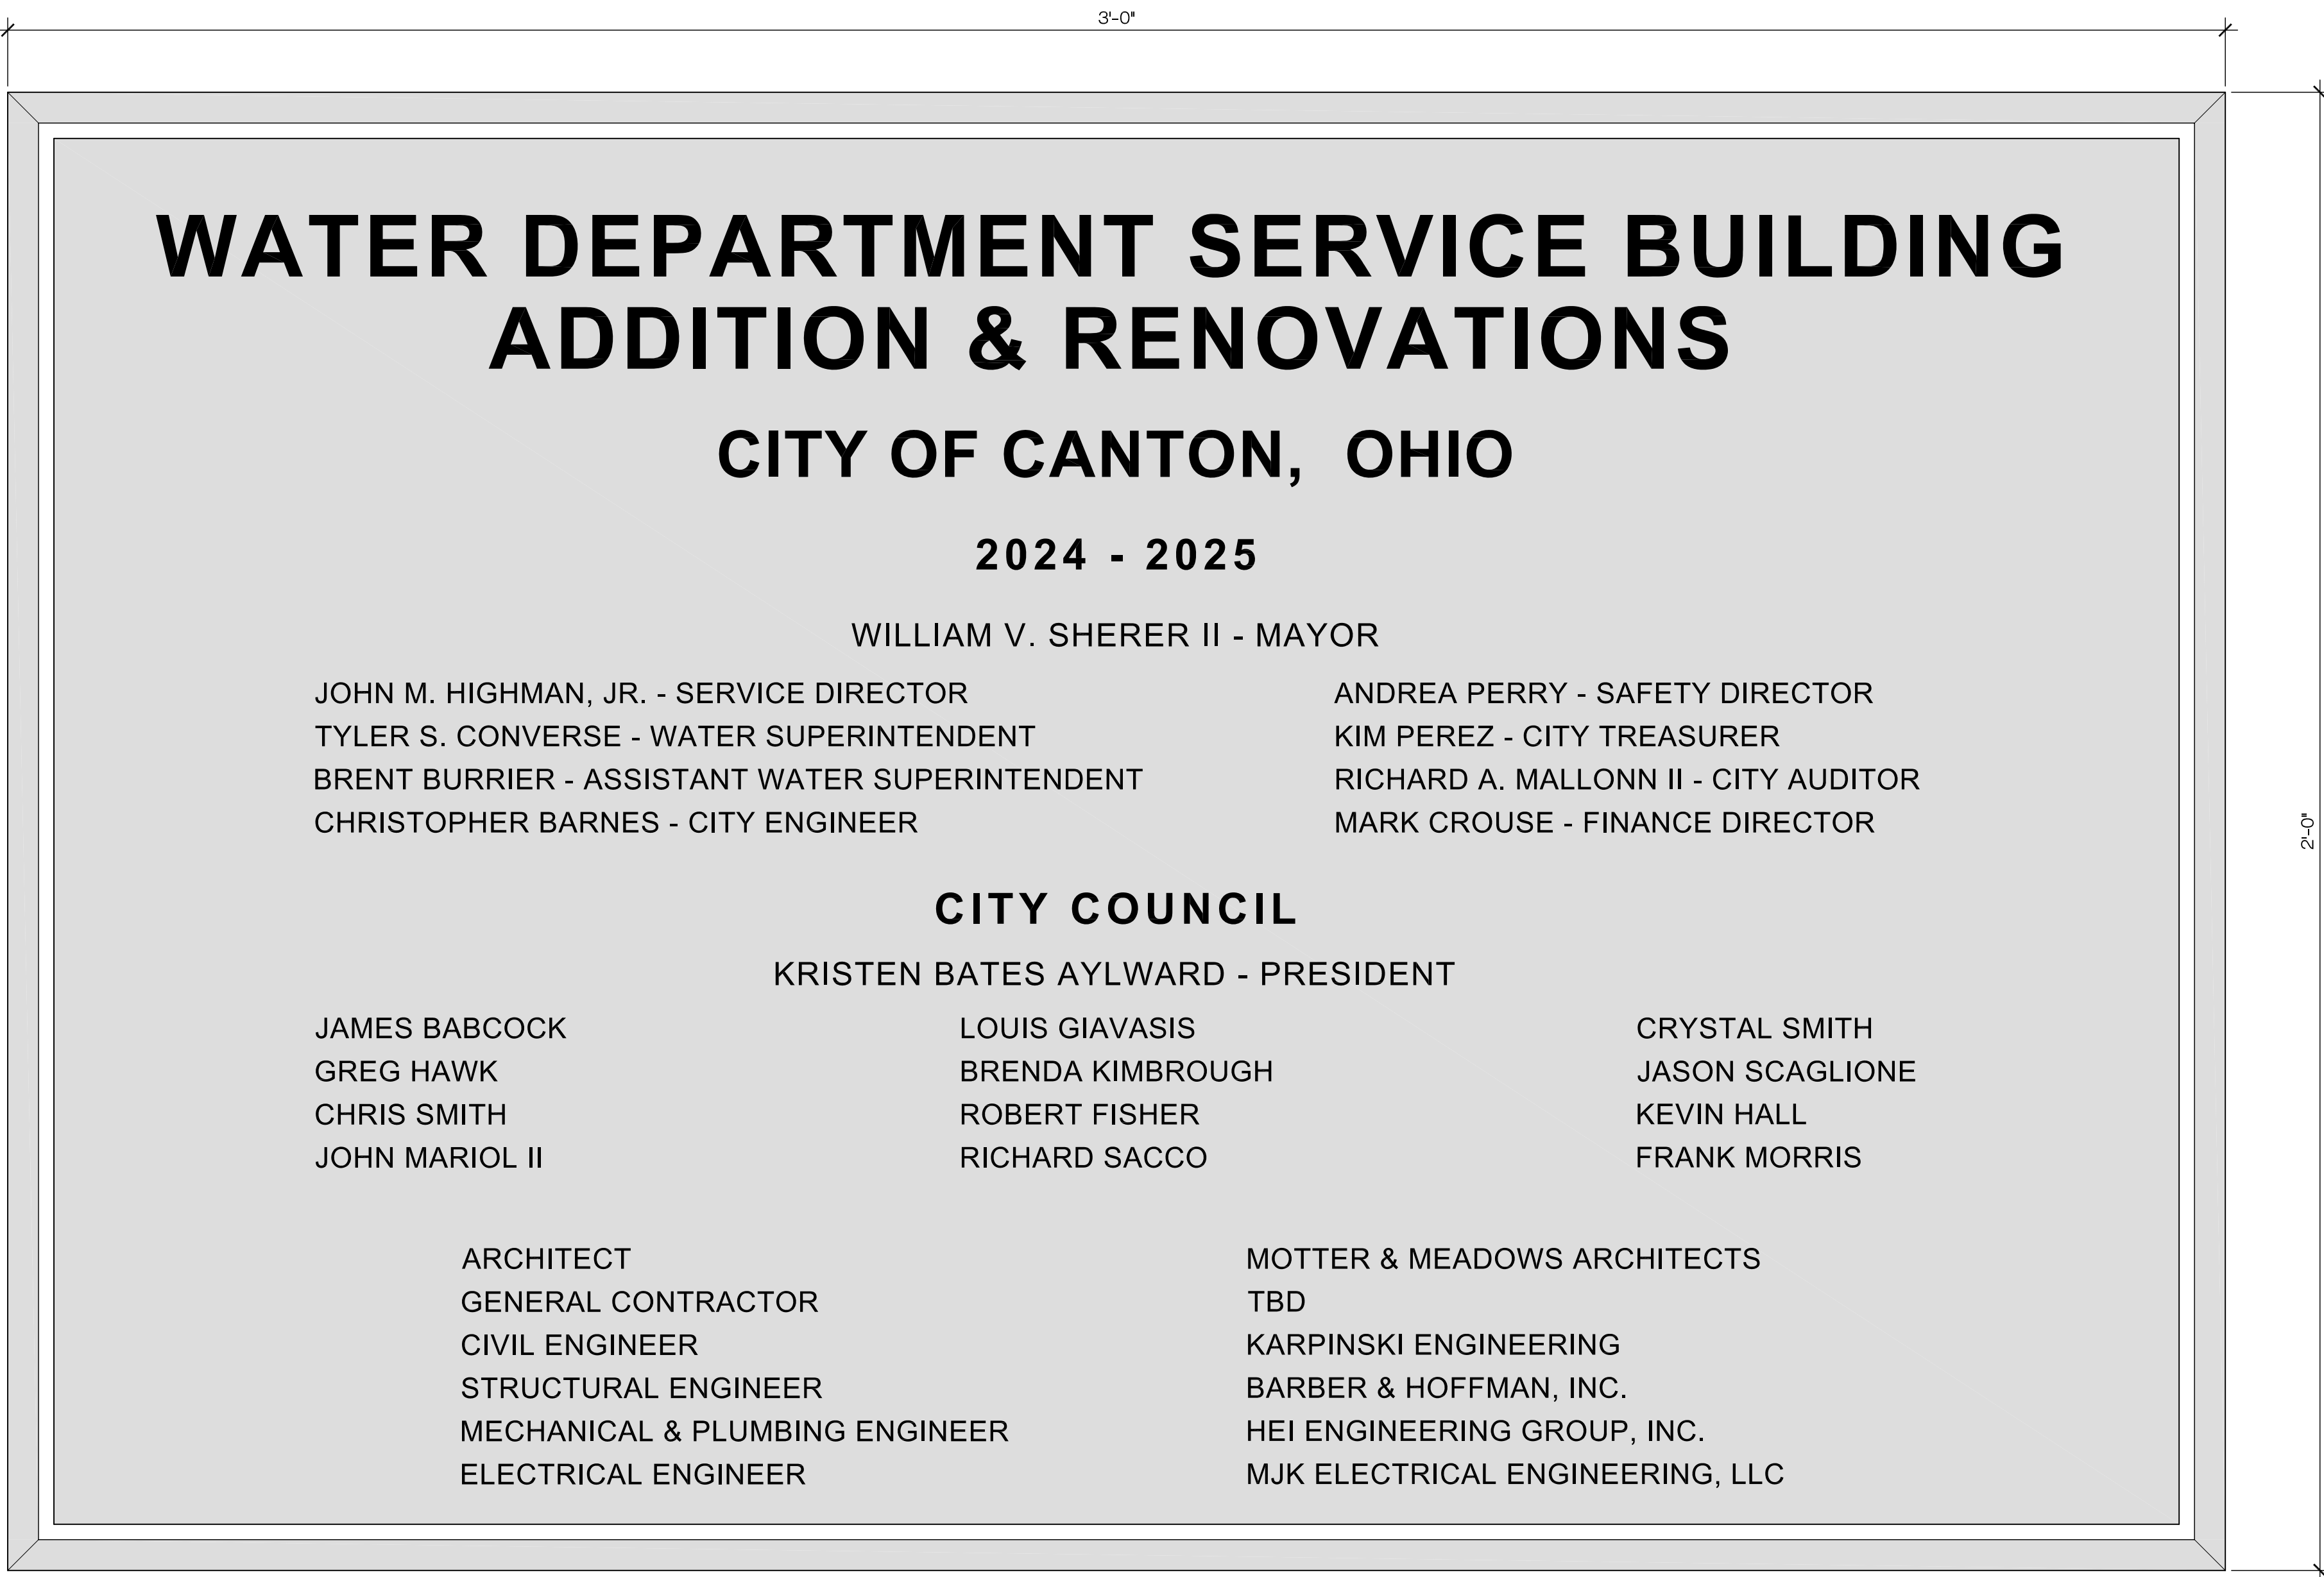 3'-0"
WATER DEPARTMENT SERVICE BUILDING
ADDITION & RENOVATIONS
CITY OF CANTON, OHIO
2024 - 2025
WILLIAM V. SHERER II - MAYOR
JOHN M. HIGHMAN, JR. - SERVICE DIRECTOR
TYLER S. CONVERSE - WATER SUPERINTENDENT
BRENT BURRIER - ASSISTANT WATER SUPERINTENDENT
CHRISTOPHER BARNES - CITY ENGINEER
ANDREA PERRY - SAFETY DIRECTOR
KIM PEREZ - CITY TREASURER
RICHARD A. MALLONN II - CITY AUDITOR
MARK CROUSE - FINANCE DIRECTOR
2'-0"
CITY COUNCIL
KRISTEN BATES AYLWARD - PRESIDENT
JAMES BABCOCK
GREG HAWK
CHRIS SMITH
JOHN MARIOL II
LOUIS GIAVASIS
BRENDA KIMBROUGH
ROBERT FISHER
RICHARD SACCO
CRYSTAL SMITH
JASON SCAGLIONE
KEVIN HALL
FRANK MORRIS
ARCHITECT MOTTER & MEADOWS ARCHITECTS
GENERAL CONTRACTOR TBD
CIVIL ENGINEER KARPINSKI ENGINEERING
STRUCTURAL ENGINEER BARBER & HOFFMAN, INC.
MECHANICAL & PLUMBING ENGINEER HEI ENGINEERING GROUP, INC.
ELECTRICAL ENGINEER MJK ELECTRICAL ENGINEERING, LLC